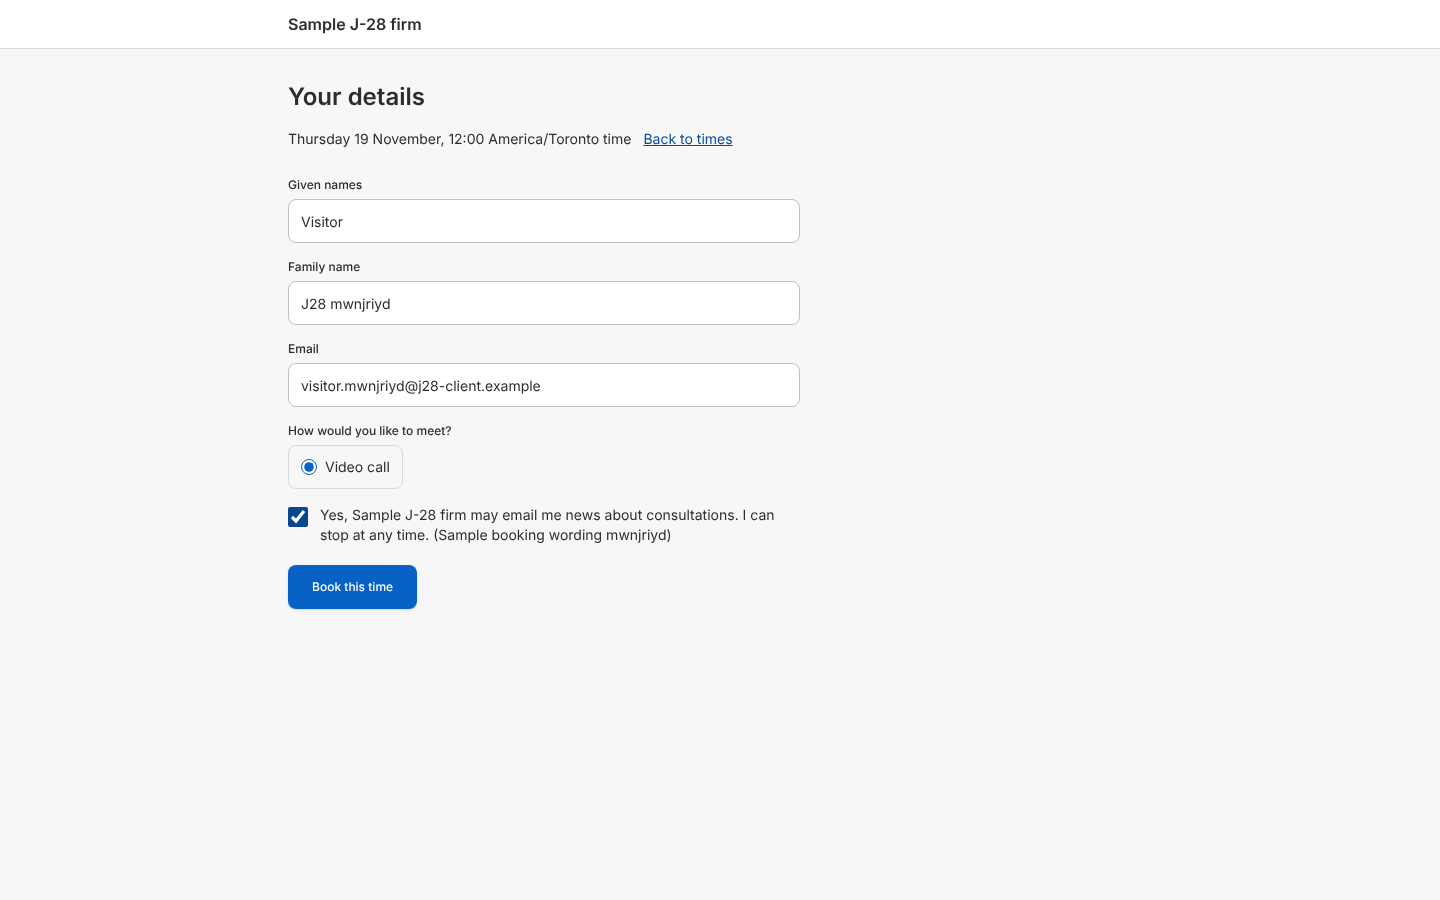 Sample J-28 firm
Your details
Thursday 19 November, 12:00 America/Toronto time Back to times
Given names
Visitor
Family name
J28 mwnjriyd
Email
visitor.mwnjriyd@j28-client.example
How would you like to meet?
Video call
Yes, Sample J-28 firm may email me news about consultations. I can
stop at any time. (Sample booking wording mwnjriyd)
Book this time